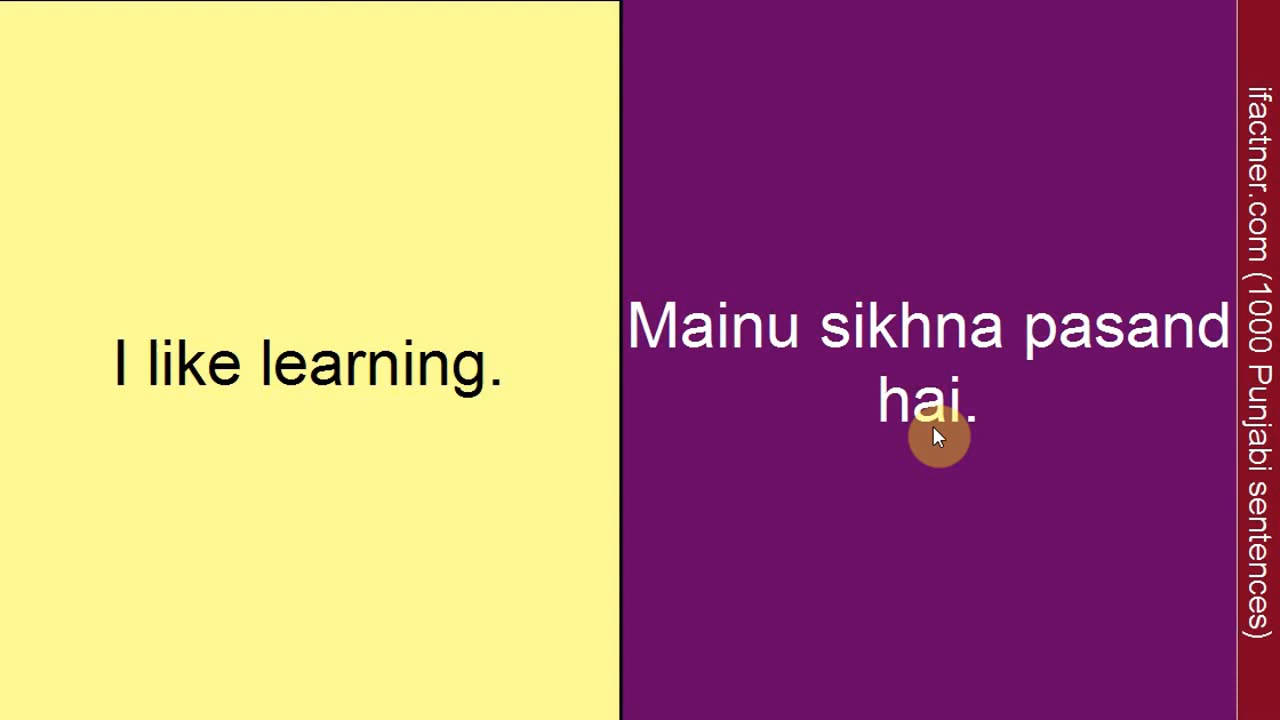 I like learning.
Mainu sikhna pasand
hai.
ifactner.com (1000 Punjabi sentences)